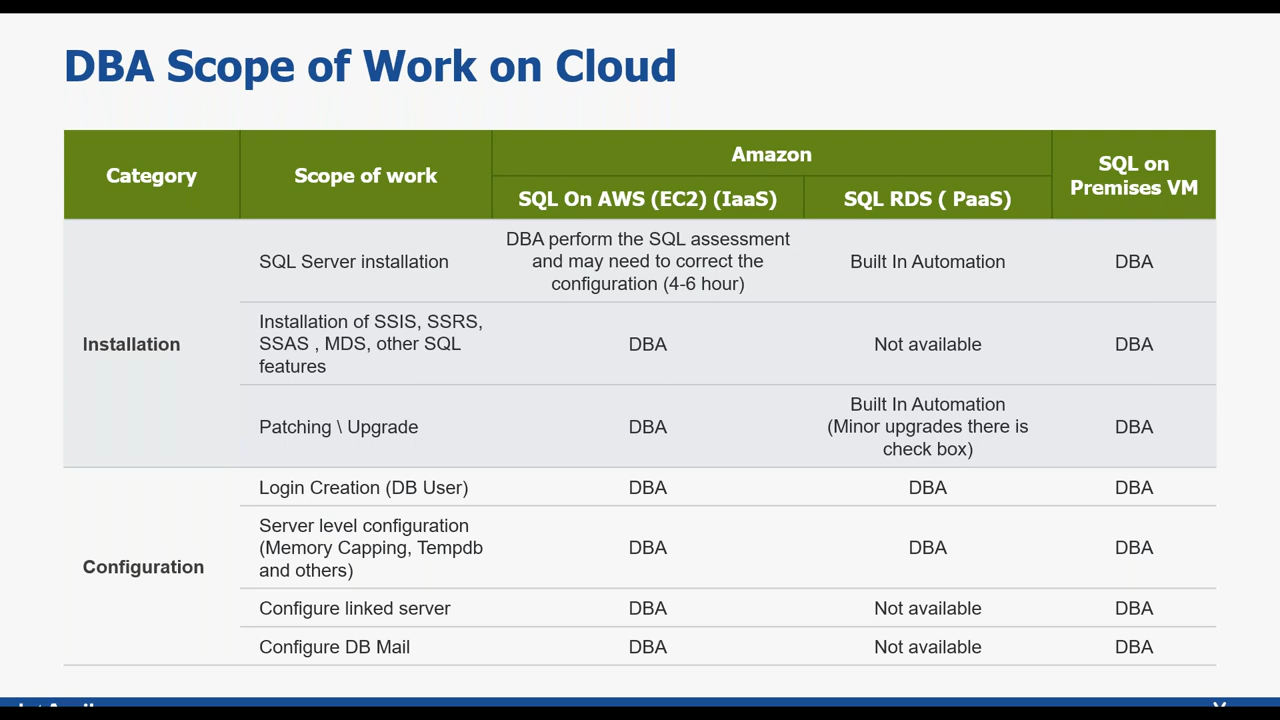 DBA Scope of Work on Cloud
Category
Scope of work
Amazon
SQL on
Premises VM
SQL On AWS (EC2) (IaaS)
SQL RDS ( PaaS)
Installation
SQL Server installation
DBA perform the SQL assessment
and may need to correct the
configuration (4-6 hour)
Built In Automation
DBA
Installation of SSIS, SSRS,
SSAS , MDS, other SQL
features
DBA
Not available
DBA
Patching \ Upgrade
DBA
Built In Automation
(Minor upgrades there is
check box)
DBA
Configuration
Login Creation (DB User)
DBA
DBA
DBA
Server level configuration
(Memory Capping, Tempdb
and others)
DBA
DBA
DBA
Configure linked server
DBA
Not available
DBA
Configure DB Mail
DBA
Not available
DBA